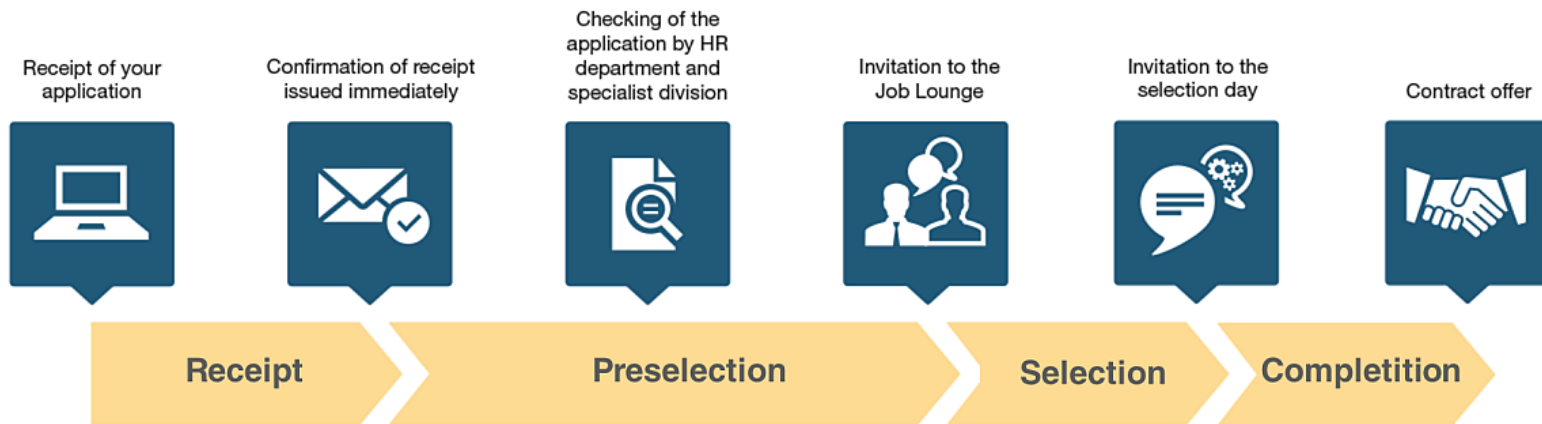 Receipt of your
application
Confirmation of receipt
issued immediately
Checking of the
application by HR
department and
specialist division
Invitation to the
Job Lounge
Invitation to the
selection day
Contract offer
Receipt
Preselection
Selection
Completition